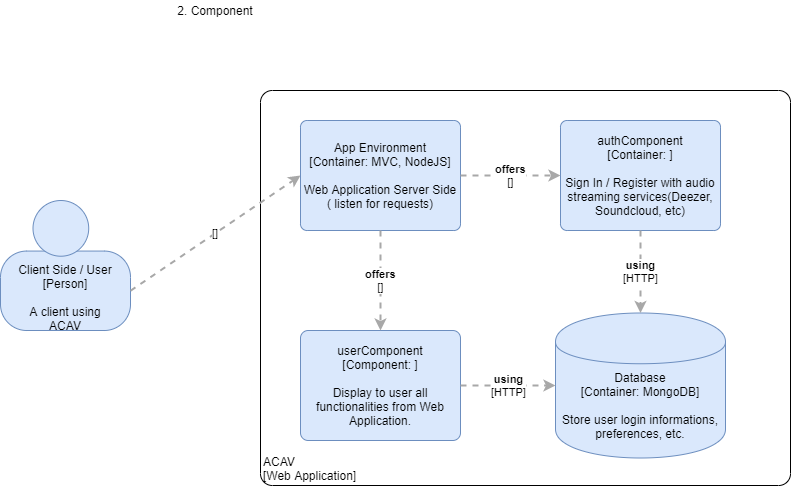 2. Component
App Environment
[Container: MVC, NodeJS]
Web Application Server Side
( listen for requests)
offers
[]
authComponent
[Container: ]
Sign In / Register with audio
streaming services(Deezer,
Soundcloud, etc)
[]
Client Side / User
[Person]
A client using
ACAV
offers
[]
using
[HTTP]
userComponent
[Component: ]
Display to user all
functionalities from Web
Application.
using
[HTTP]
Database
[Container: MongoDB]
Store user login informations,
preferences, etc.
ACAV
[Web Application]